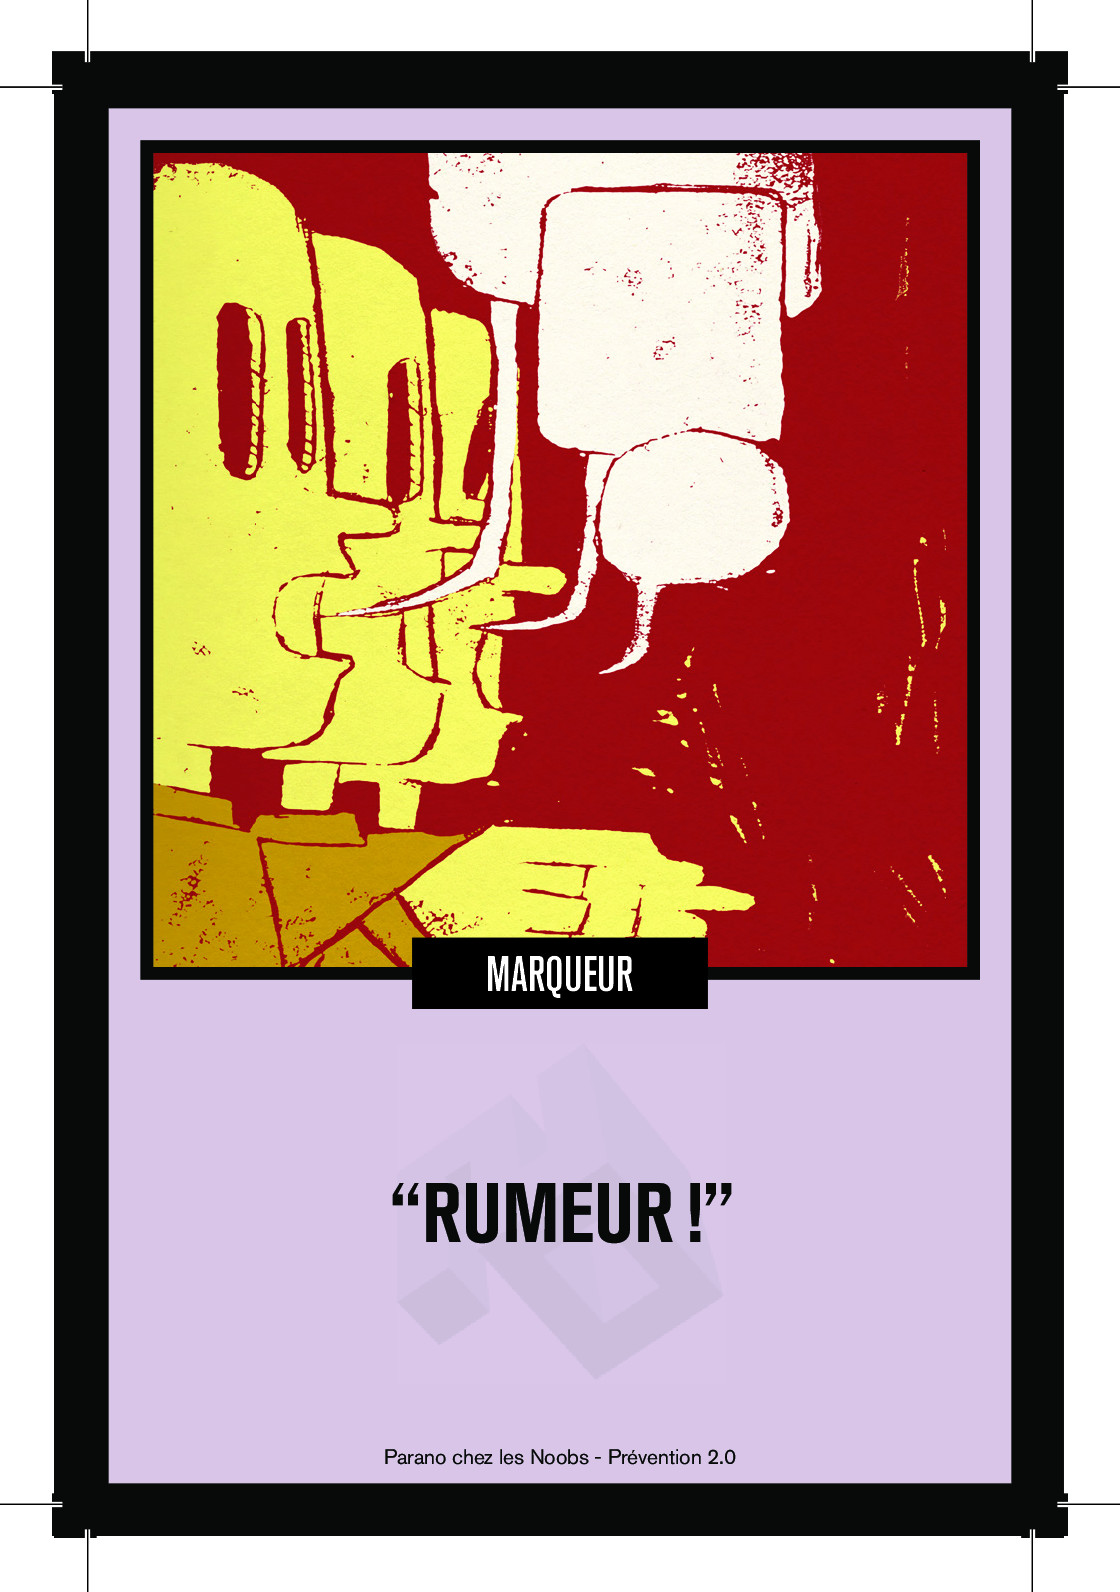 MARQUEUR
“RUMEUR !”
Parano chez les Noobs - Prévention 2.0